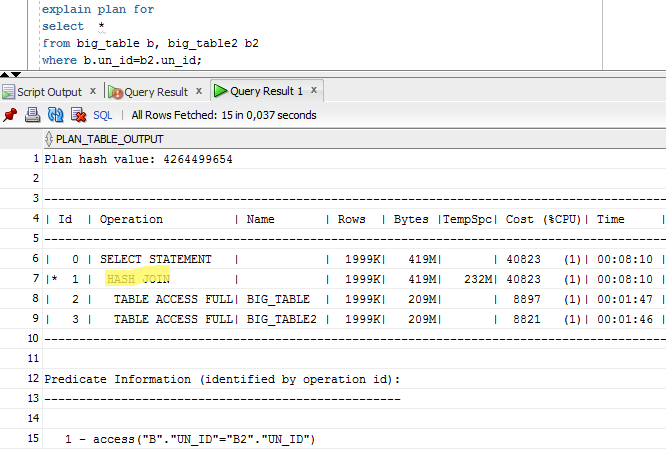 explain plan for
select  *
from big_table b, big_table2 b2
where b.un_id=b2.un_id;
Script Output x Query Result x Query Result 1 x
SQL | All Rows Fetched: 15 in 0,037 seconds
PLAN_TABLE_OUTPUT
1 Plan hash value: 4264499654
2
3 --------------------------------------------------------------------------------
4 | Id  | Operation          | Name       | Rows  | Bytes |TempSpc| Cost (%CPU)| Time     |
5 --------------------------------------------------------------------------------
6 |   0 | SELECT STATEMENT   |            |  1999K|   419M|       | 40823   (1)| 00:08:10 |
7 |*  1 |  HASH JOIN         |            |  1999K|   419M|   232M| 40823   (1)| 00:08:10 |
8 |   2 |   TABLE ACCESS FULL| BIG_TABLE  |  1999K|   209M|       |  8897   (1)| 00:01:47 |
9 |   3 |   TABLE ACCESS FULL| BIG_TABLE2 |  1999K|   209M|       |  8821   (1)| 00:01:46 |
10 --------------------------------------------------------------------------------
11
12 Predicate Information (identified by operation id):
13 ---------------------------------------------------
14
15    1 - access("B"."UN_ID"="B2"."UN_ID")